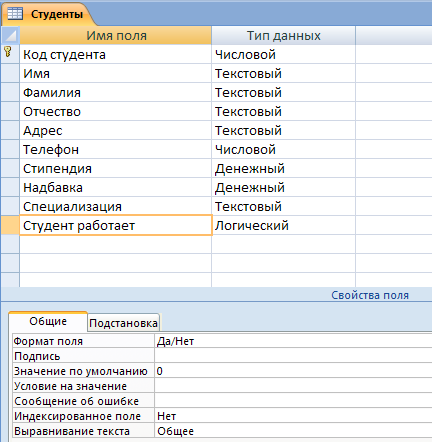 Студенты
Имя поля Тип данных
Код студента Числовой
Имя Текстовый
Фамилия Текстовый
Отчество Текстовый
Адрес Текстовый
Телефон Числовой
Стипендия Денежный
Надбавка Денежный
Специализация Текстовый
Студент работает Логический
Свойства поля
Общие Подстановка
Формат поля Да/Нет
Подпись
Значение по умолчанию 0
Условие на значение
Сообщение об ошибке
Индексированное поле Нет
Выравнивание текста Общее